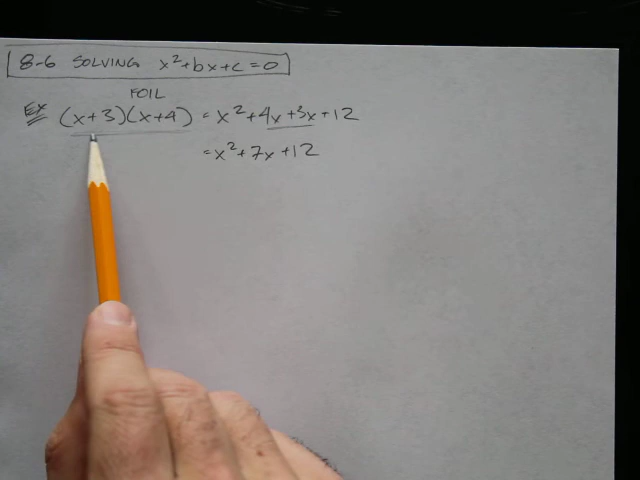 8-6 SOLVING x²+bx+c=0
FOIL
Ex (x+3)(x+4) = x²+4x+3x+12
= x²+7x+12